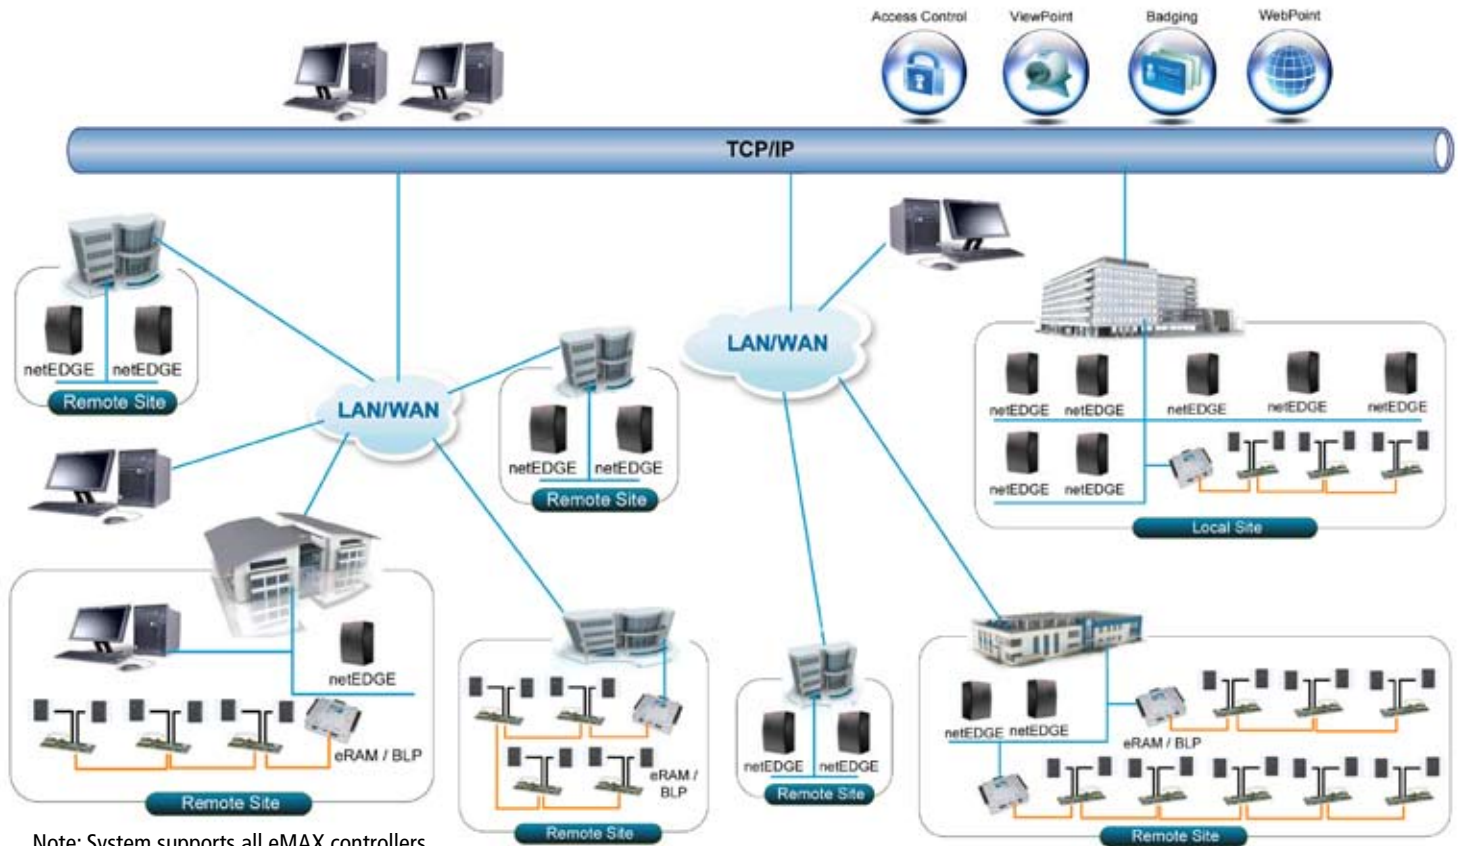 Access Control
ViewPoint
Badging
WebPoint
TCP/IP
netEDGE netEDGE
Remote Site
LAN/WAN
netEDGE netEDGE
Remote Site
LAN/WAN
netEDGE netEDGE netEDGE netEDGE netEDGE
netEDGE netEDGE
Local Site
netEDGE
eRAM / BLP
Remote Site
eRAM /
BLP
Remote Site
netEDGE netEDGE
Remote Site
netEDGE netEDGE
eRAM / BLP
Remote Site
Note: System supports all eMAX controllers